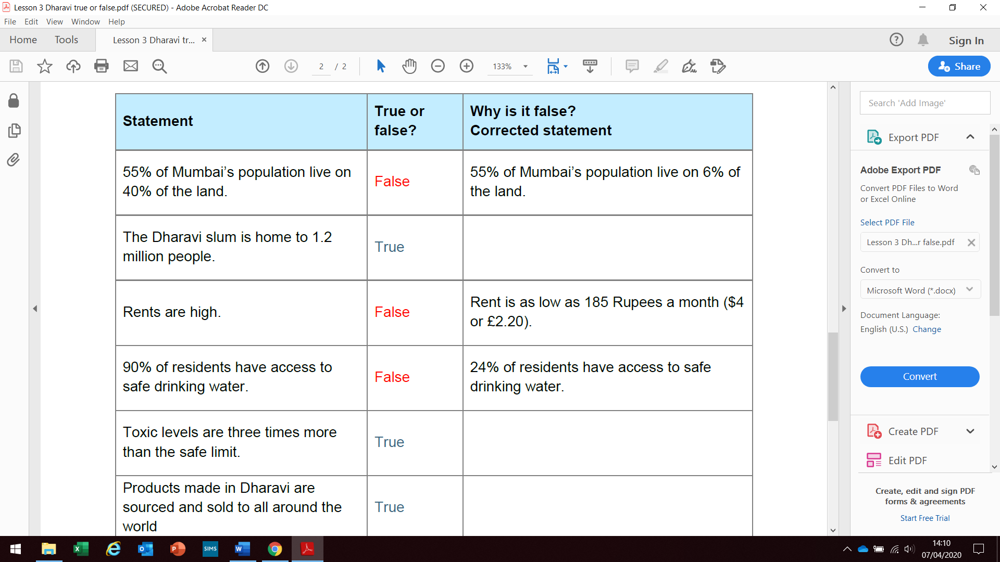 Lesson 3 Dharavi true or false.pdf (SECURED) - Adobe Acrobat Reader DC
File Edit View Window Help
Home Tools Lesson 3 Dharavi tr... × Sign In
2 / 2 133% Share
Statement
True or
false?
Why is it false?
Corrected statement
55% of Mumbai’s population live on
40% of the land.
False
55% of Mumbai’s population live on 6% of
the land.
The Dharavi slum is home to 1.2
million people.
True
Rents are high.
False
Rent is as low as 185 Rupees a month ($4
or £2.20).
90% of residents have access to
safe drinking water.
False
24% of residents have access to safe
drinking water.
Toxic levels are three times more
than the safe limit.
True
Products made in Dharavi are
sourced and sold to all around the
world
True
Search 'Add Image'
Export PDF
Adobe Export PDF
Convert PDF Files to Word
or Excel Online
Select PDF File
Lesson 3 Dh...r false.pdf
Convert to
Microsoft Word (*.docx)
Document Language:
English (U.S.) Change
Convert
Create PDF
Edit PDF
Create, edit and sign PDF
forms & agreements
Start Free Trial
SIMS
14:10
07/04/2020